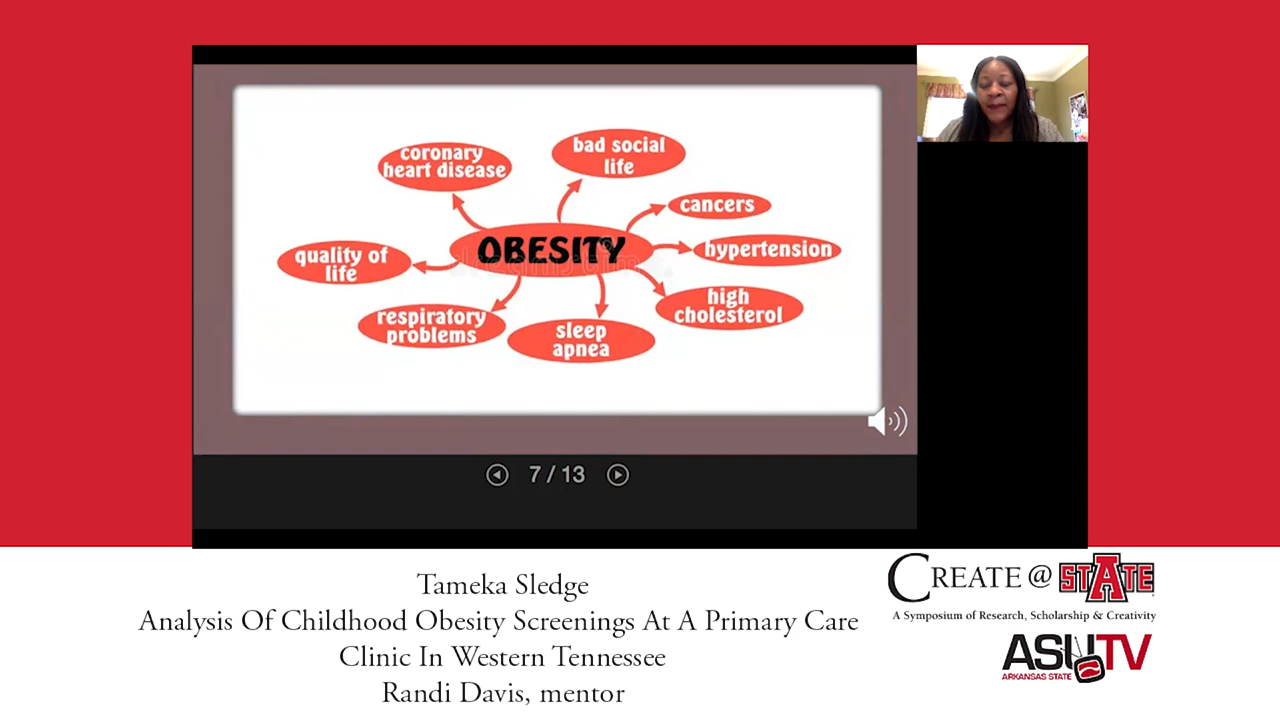 coronary
heart disease
bad social
life
cancers
OBESITY
hypertension
quality of
life
high
cholesterol
respiratory
problems
sleep
apnea
7 / 13
Tameka Sledge
Analysis Of Childhood Obesity Screenings At A Primary Care
Clinic In Western Tennessee
Randi Davis, mentor
CREATE @ STATE
A Symposium of Research, Scholarship & Creativity
ASUTV
ARKANSAS STATE